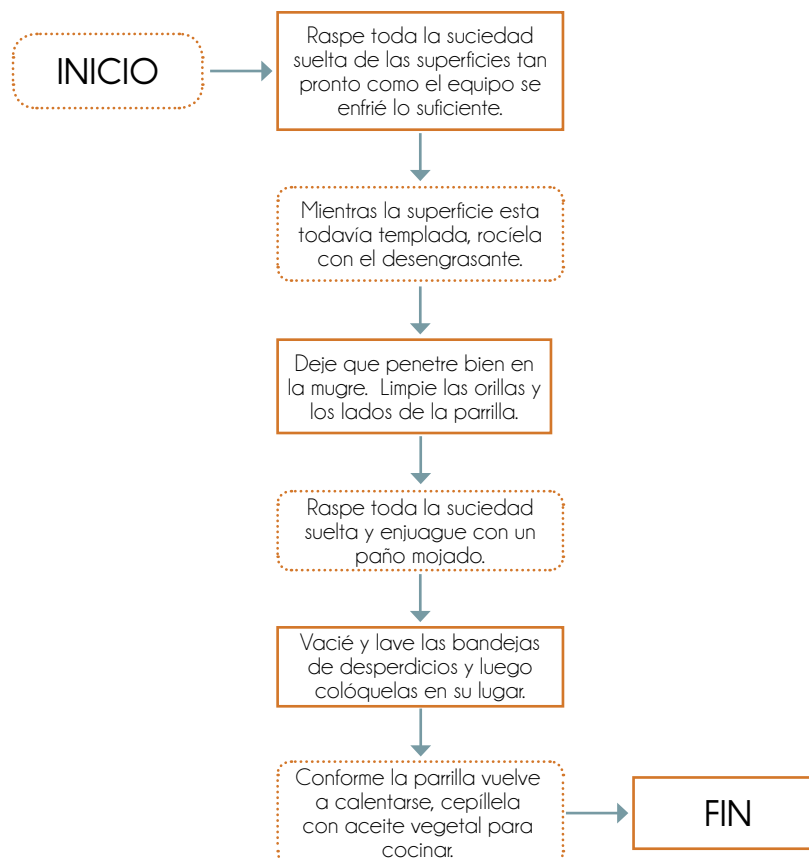 INICIO
Raspe toda la suciedad
suelta de las superficies tan
pronto como el equipo se
enfrié lo suficiente.
Mientras la superficie esta
todavía templada, rocíela
con el desengrasante.
Deje que penetre bien en
la mugre. Limpie las orillas y
los lados de la parrilla.
Raspe toda la suciedad
suelta y enjuague con un
paño mojado.
Vacié y lave las bandejas
de desperdicios y luego
colóquelas en su lugar.
Conforme la parrilla vuelve
a calentarse, cepíllela
con aceite vegetal para
cocinar.
FIN